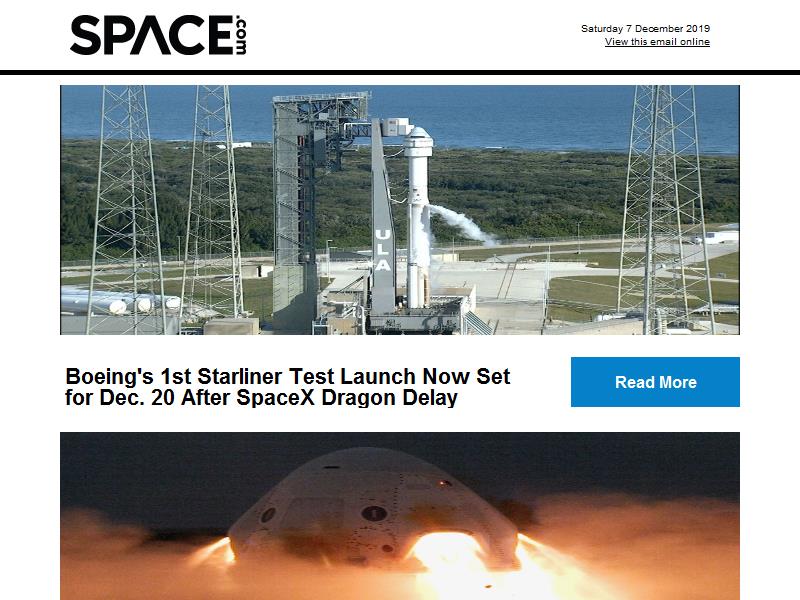 SPACE.com
Saturday 7 December 2019
View this email online
ULA
Boeing's 1st Starliner Test Launch Now Set
for Dec. 20 After SpaceX Dragon Delay
Read More